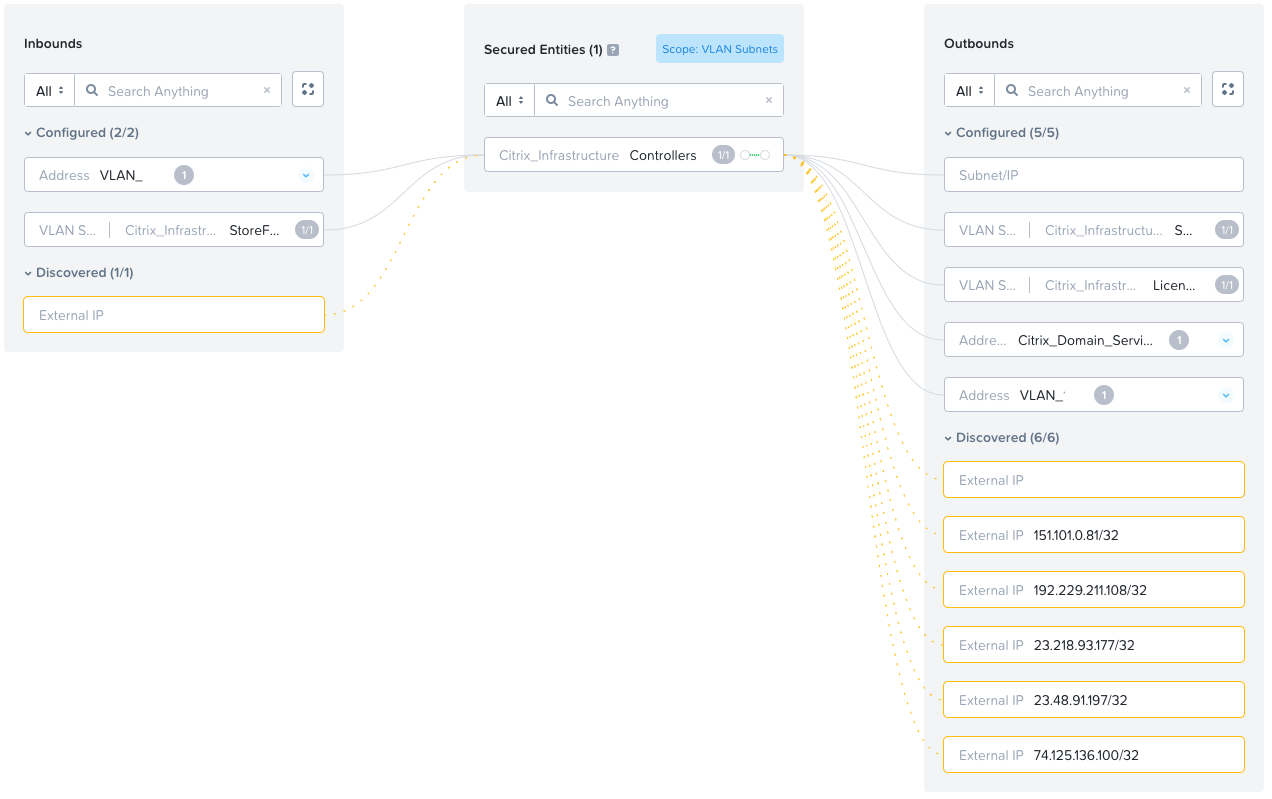 Inbounds
All Search Anything ×
Configured (2/2)
Address VLAN_ 1
VLAN S... Citrix_Infrastr... StoreF... 1/1
Discovered (1/1)
External IP
Secured Entities (1) ?
Scope: VLAN Subnets
All Search Anything ×
Citrix_Infrastructure Controllers 1/1
Outbounds
All Search Anything ×
Configured (5/5)
Subnet/IP
VLAN S... Citrix_Infrastructu... S... 1/1
VLAN S... Citrix_Infrastr... Licen... 1/1
Addre... Citrix_Domain_Servi... 1
Address VLAN_ 1
Discovered (6/6)
External IP
External IP 151.101.0.81/32
External IP 192.229.211.108/32
External IP 23.218.93.177/32
External IP 23.48.91.197/32
External IP 74.125.136.100/32